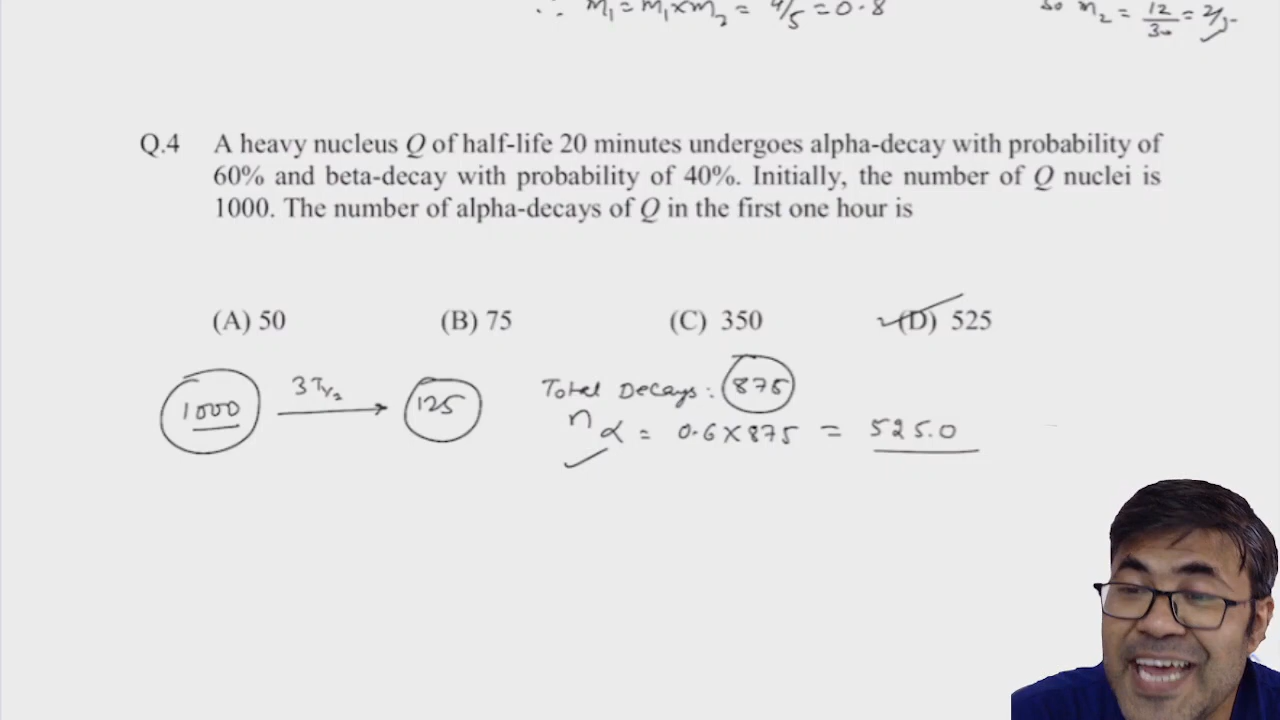 ∴ m₁ = m₁ × m₂ = 4/5 = 0.8
so m₂ = 12/30 = 2/5
Q.4 A heavy nucleus Q of half-life 20 minutes undergoes alpha-decay with probability of
60% and beta-decay with probability of 40%. Initially, the number of Q nuclei is
1000. The number of alpha-decays of Q in the first one hour is
(A) 50 (B) 75 (C) 350 (D) 525
1000 3 T½ → 125 Total Decays : 875
n α = 0.6 × 875 = 525.0